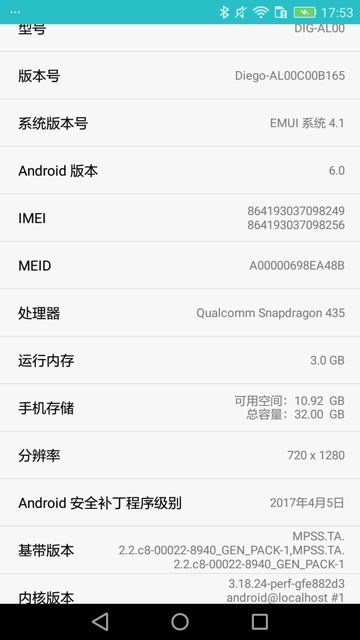 ... 17:53
型号 DIG-AL00
版本号 Diego-AL00C00B165
系统版本号 EMUI 系统 4.1
Android 版本 6.0
IMEI 864193037098249
864193037098256
MEID A00000698EA48B
处理器 Qualcomm Snapdragon 435
运行内存 3.0 GB
手机存储 可用空间: 10.92 GB
总容量: 32.00 GB
分辨率 720 x 1280
Android 安全补丁程序级别 2017年4月5日
基带版本 MPSS.TA.
2.2.c8-00022-8940_GEN_PACK-1,MPSS.TA.
2.2.c8-00022-8940_GEN_PACK-1
内核版本 3.18.24-perf-gfe882d3
android@localhost #1